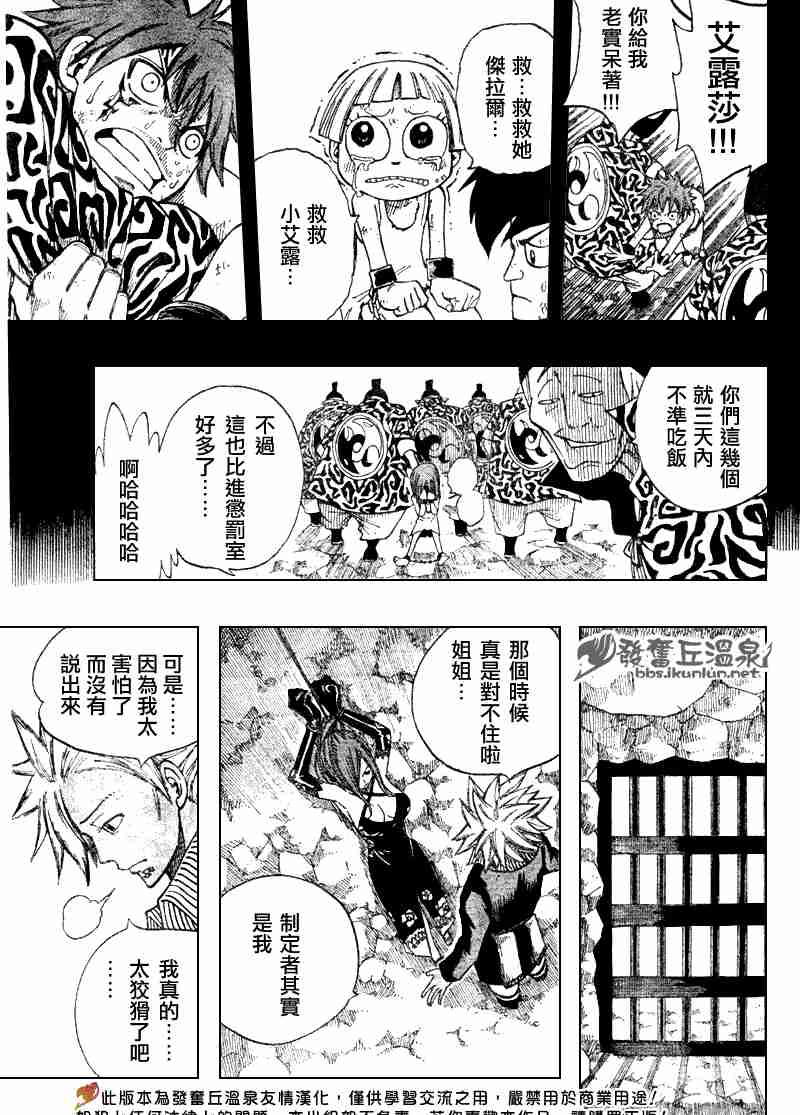 艾露莎!!!
你給我
老實呆著!!!
救…救救她
傑拉爾…
救救
小艾露…
你們這幾個
就三天內
不準吃飯
不過
這也比進懲罰室
好多了……
啊哈哈哈哈
發奮丘溫泉
bbs.ikunlun.net
那個時候
真是對不住啦
姐姐…
制定者其實
是我
可是……
因為我太
害怕了
而沒有
說出來
我真的……
太狡猾了吧
……
此版本為發奮丘溫泉友情漢化，僅供學習交流之用，嚴禁用於商業用途!